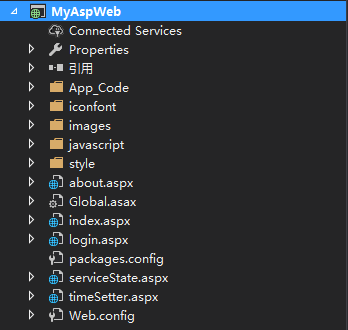 MyAspWeb
Connected Services
Properties
引用
App_Code
iconfont
images
javascript
style
about.aspx
Global.asax
index.aspx
login.aspx
packages.config
serviceState.aspx
timeSetter.aspx
Web.config